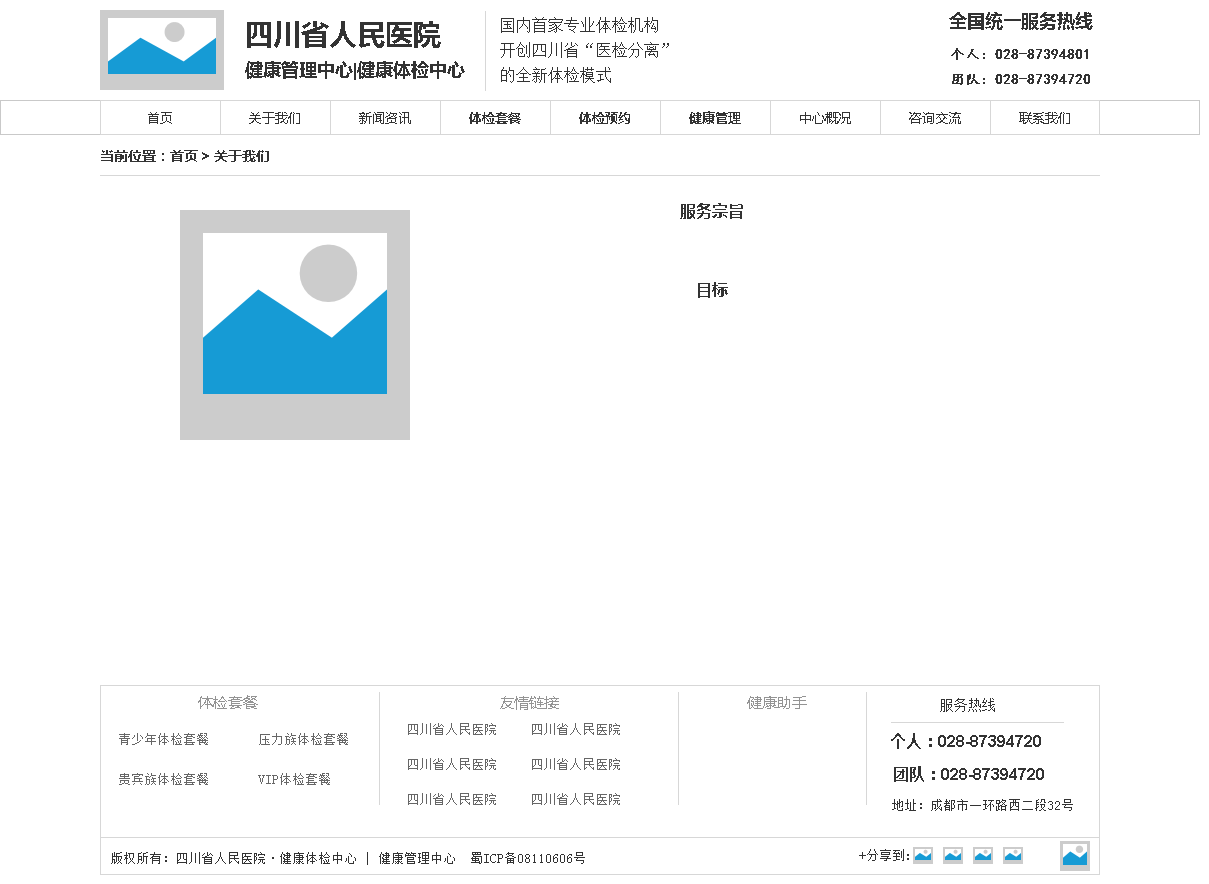 四川省人民医院
健康管理中心|健康体检中心
国内首家专业体检机构
开创四川省“医检分离”
的全新体检模式
全国统一服务热线
个人：028-87394801
团队：028-87394720
首页 关于我们 新闻资讯 体检套餐 体检预约 健康管理 中心概况 咨询交流 联系我们
当前位置：首页 > 关于我们
服务宗旨
目标
体检套餐
青少年体检套餐 压力族体检套餐
贵宾族体检套餐 VIP体检套餐
友情链接
四川省人民医院 四川省人民医院
四川省人民医院 四川省人民医院
四川省人民医院 四川省人民医院
健康助手
服务热线
个人：028-87394720
团队：028-87394720
地址：成都市一环路西二段32号
版权所有：四川省人民医院·健康体检中心 | 健康管理中心 蜀ICP备08110606号
+分享到: